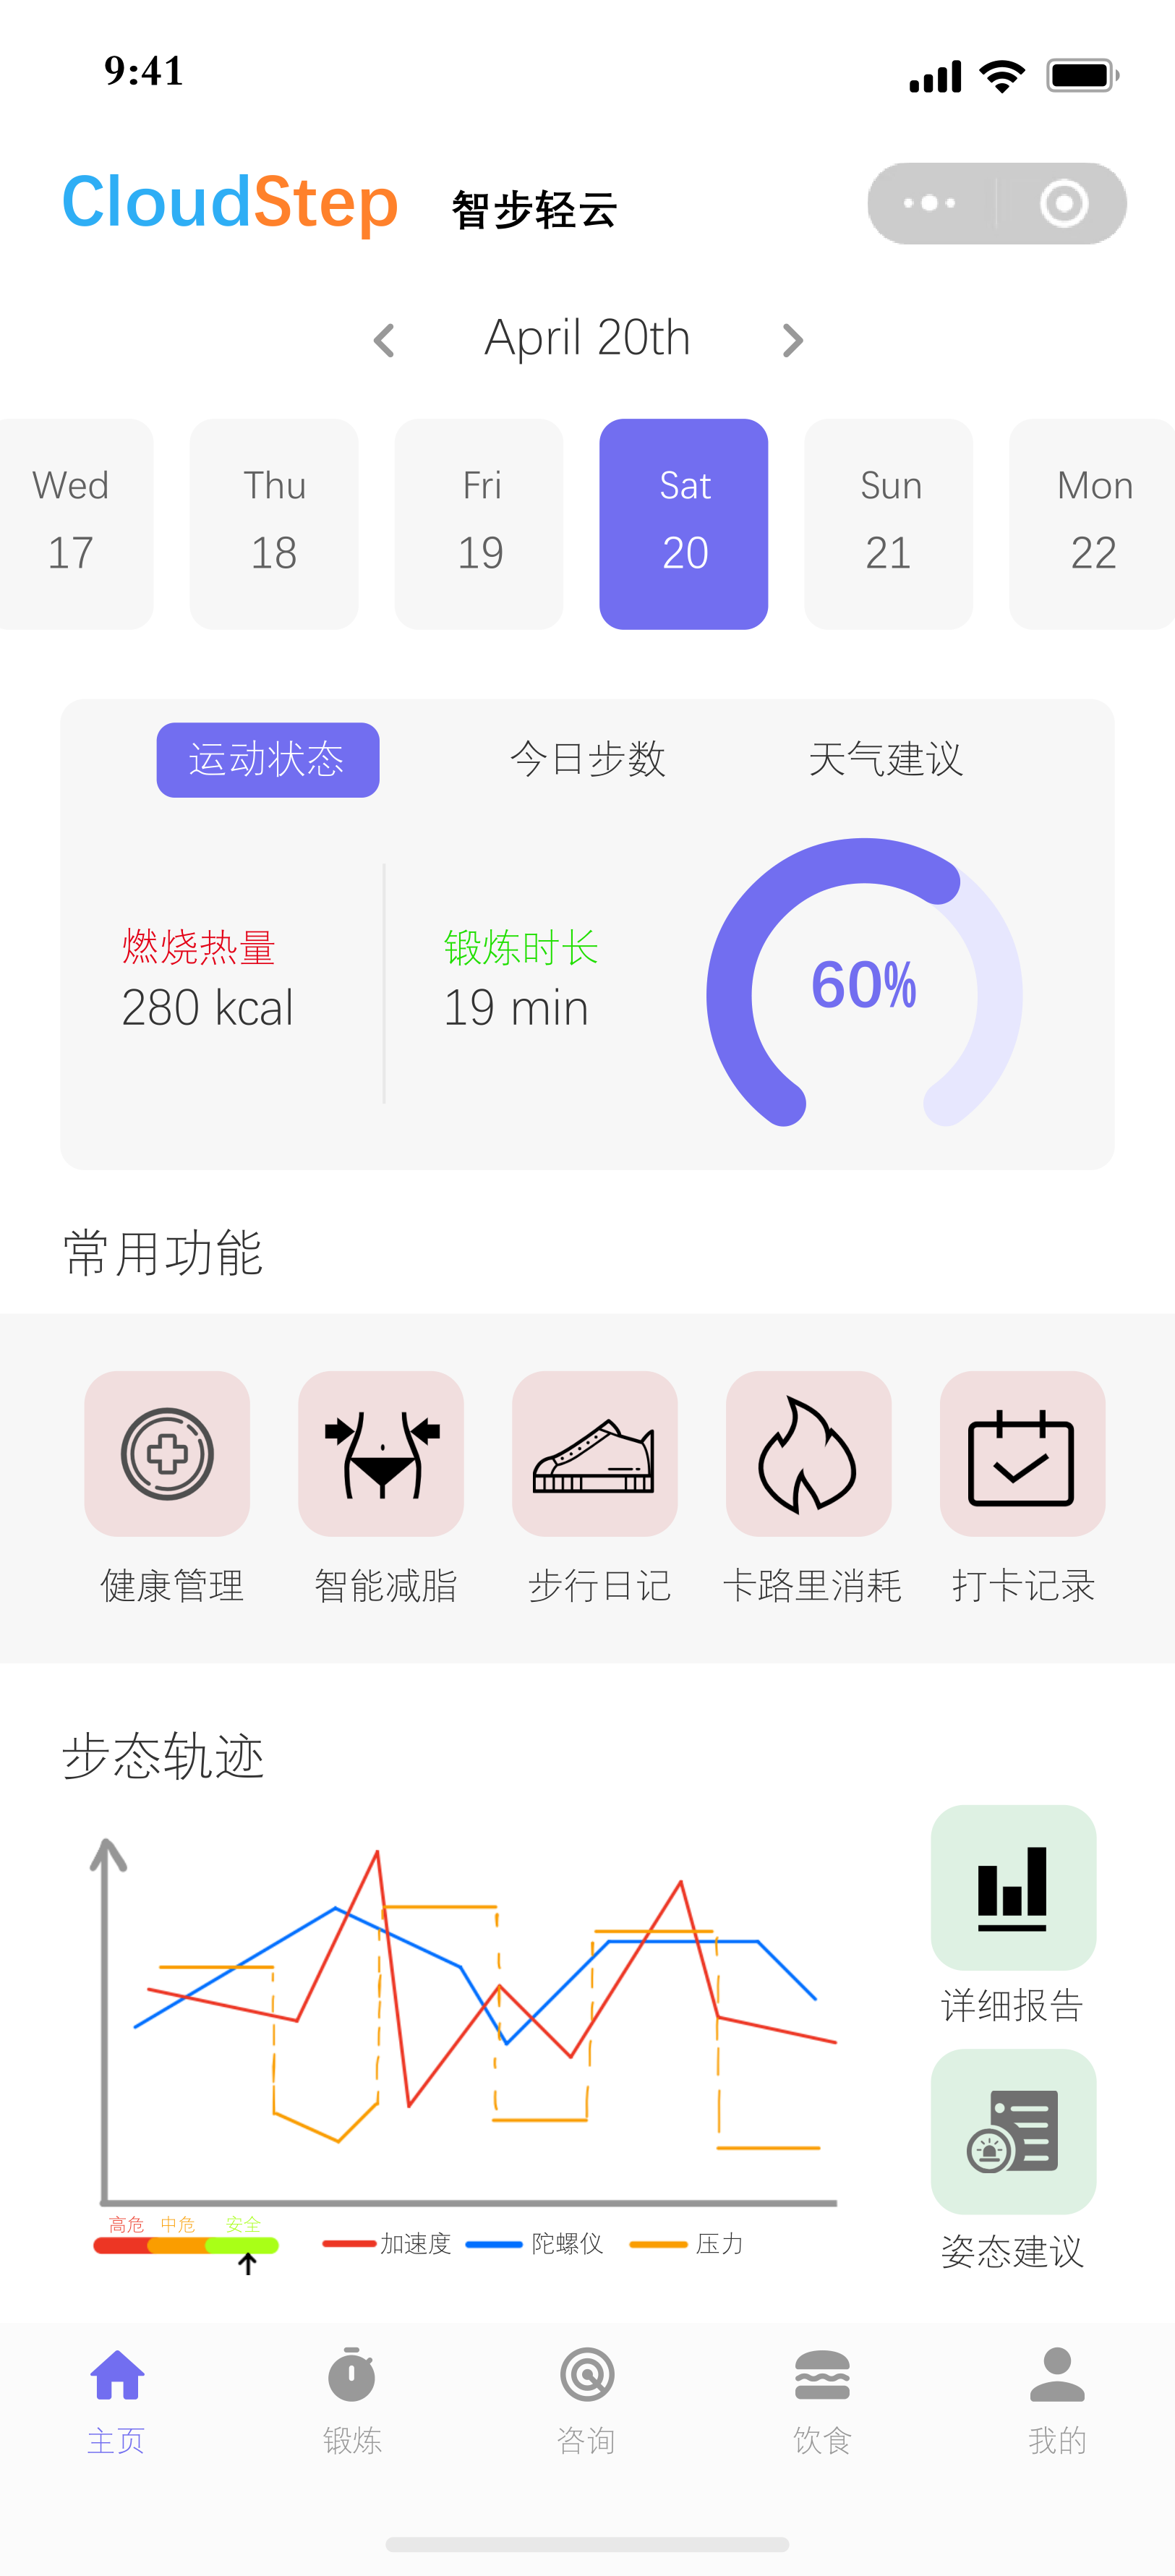 9:41
CloudStep 智步轻云
April 20th
Wed Thu Fri Sat Sun Mon
17 18 19 20 21 22
运动状态 今日步数 天气建议
燃烧热量 锻炼时长
280 kcal 19 min
60%
常用功能
健康管理 智能减脂 步行日记 卡路里消耗 打卡记录
步态轨迹
详细报告
高危 中危 安全
加速度 陀螺仪 压力
姿态建议
主页 锻炼 咨询 饮食 我的